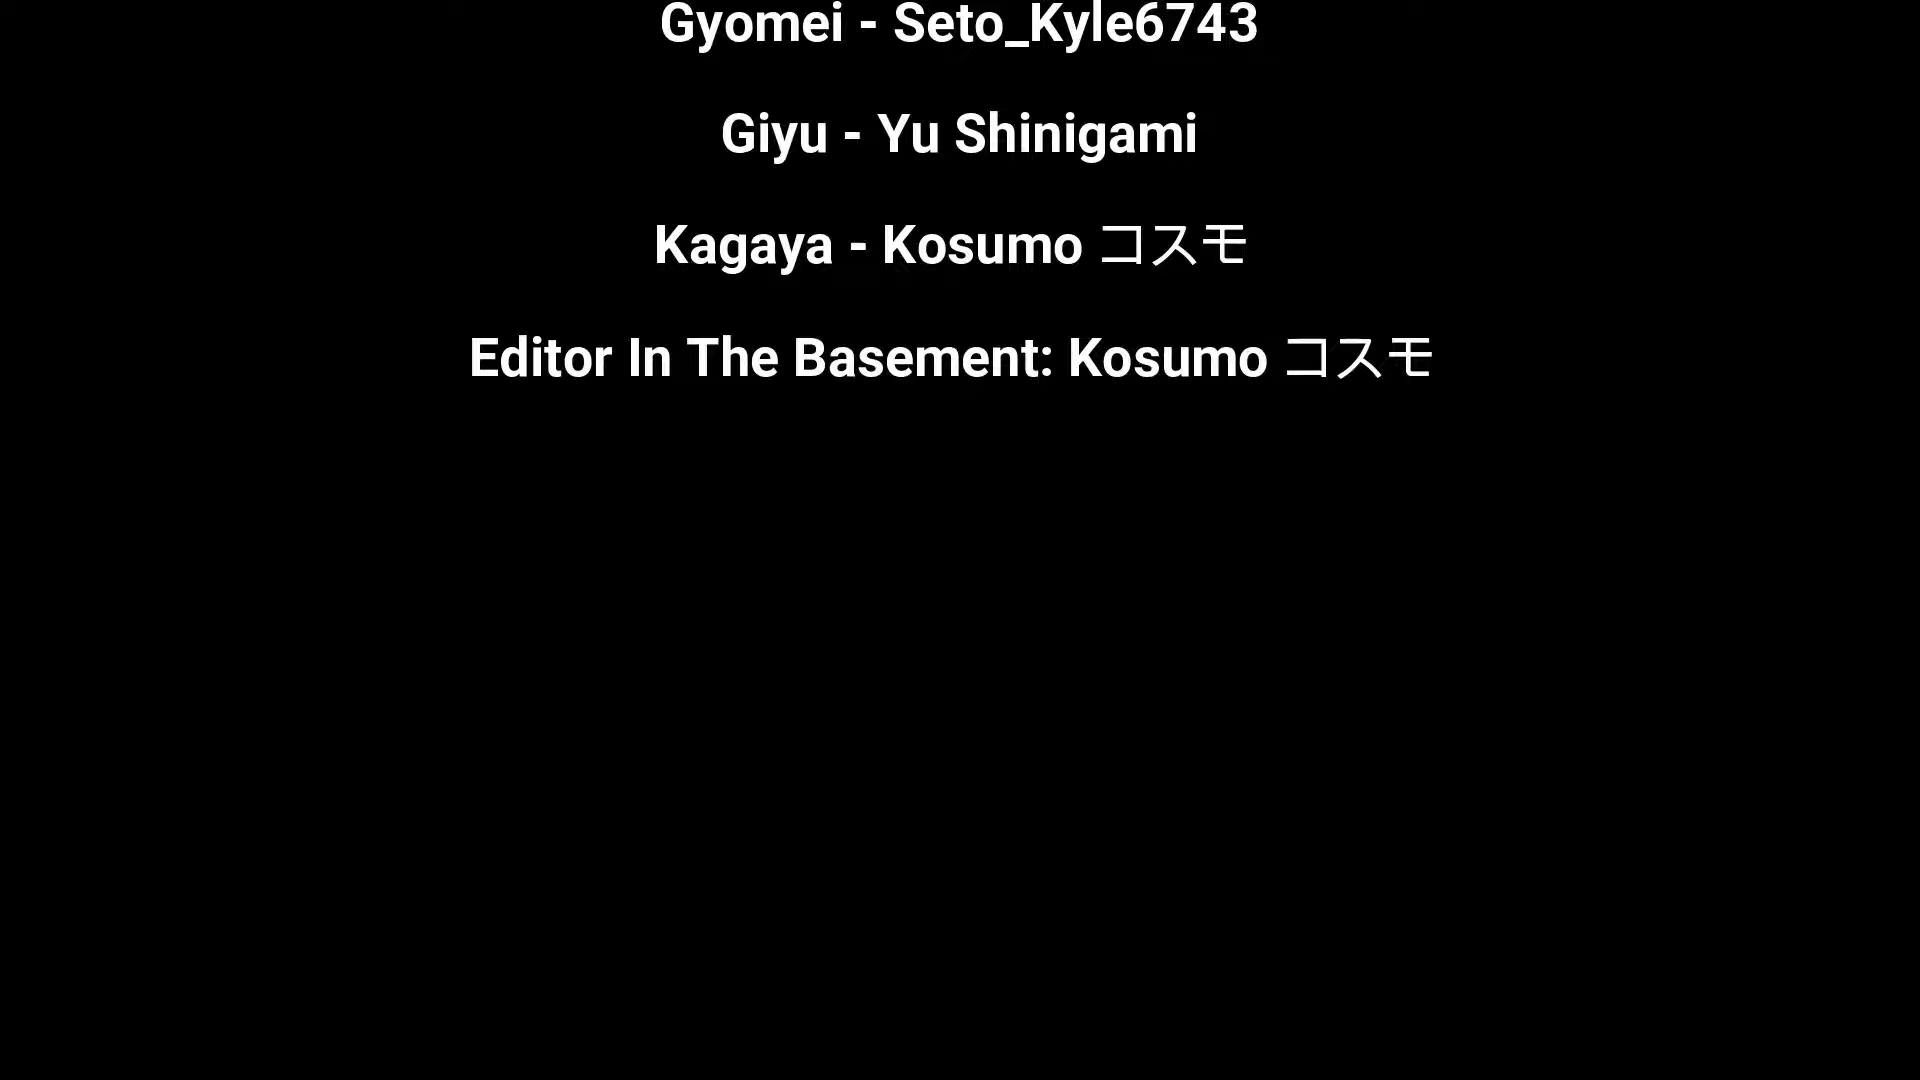 Gyomei - Seto_Kyle6743
Giyu - Yu Shinigami
Kagaya - Kosumo コスモ
Editor In The Basement: Kosumo コスモ